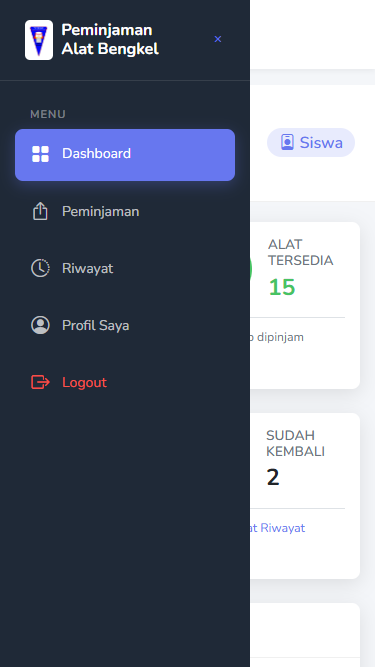 Peminjaman
Alat Bengkel
×
MENU
Dashboard
Peminjaman
Riwayat
Profil Saya
Logout
Siswa
ALAT
TERSEDIA
15
dipinjam
SUDAH
KEMBALI
2
Riwayat